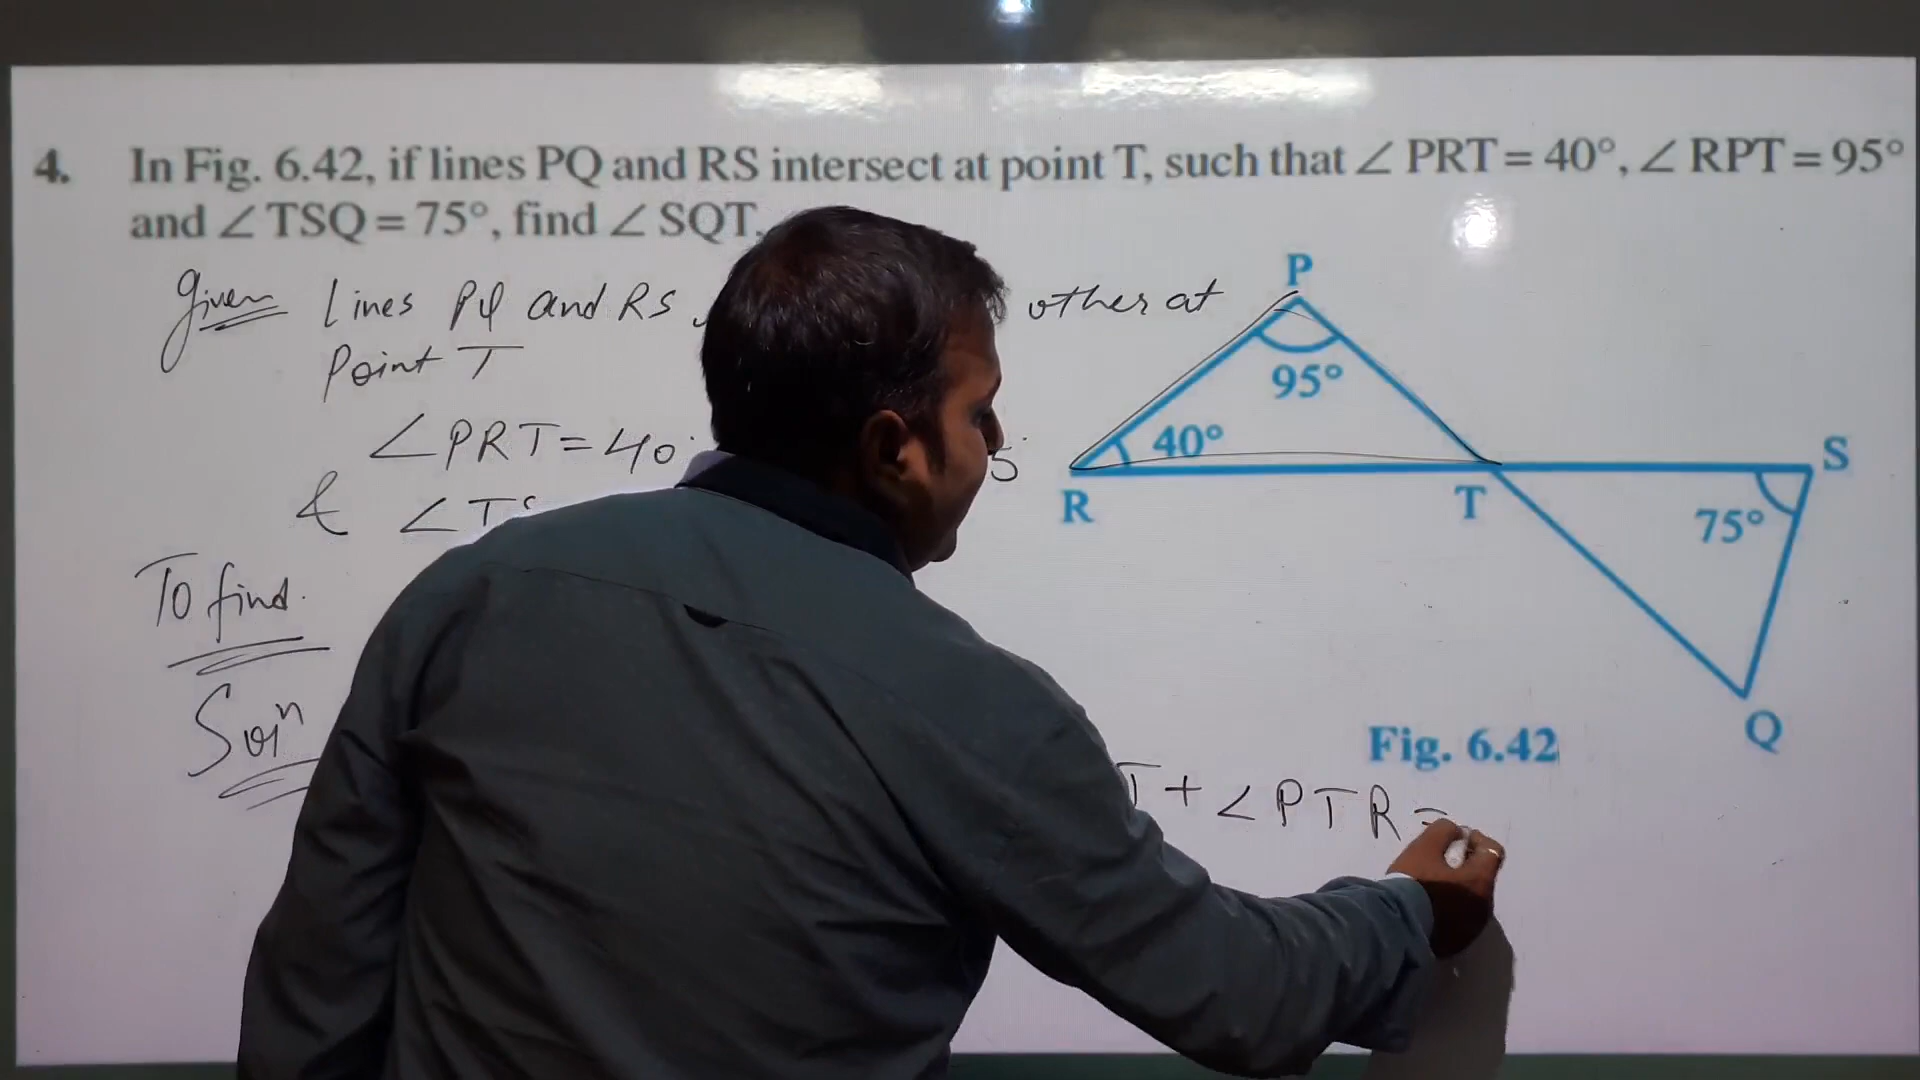 4. In Fig. 6.42, if lines PQ and RS intersect at point T, such that ∠ PRT = 40°, ∠ RPT = 95°
and ∠ TSQ = 75°, find ∠ SQT.
Given Lines PQ and RS other at
Point T
∠PRT=40° 5°
& ∠TS
To find.
Soln
T + ∠PTR =
P
95°
40°
R
T
S
75°
Q
Fig. 6.42